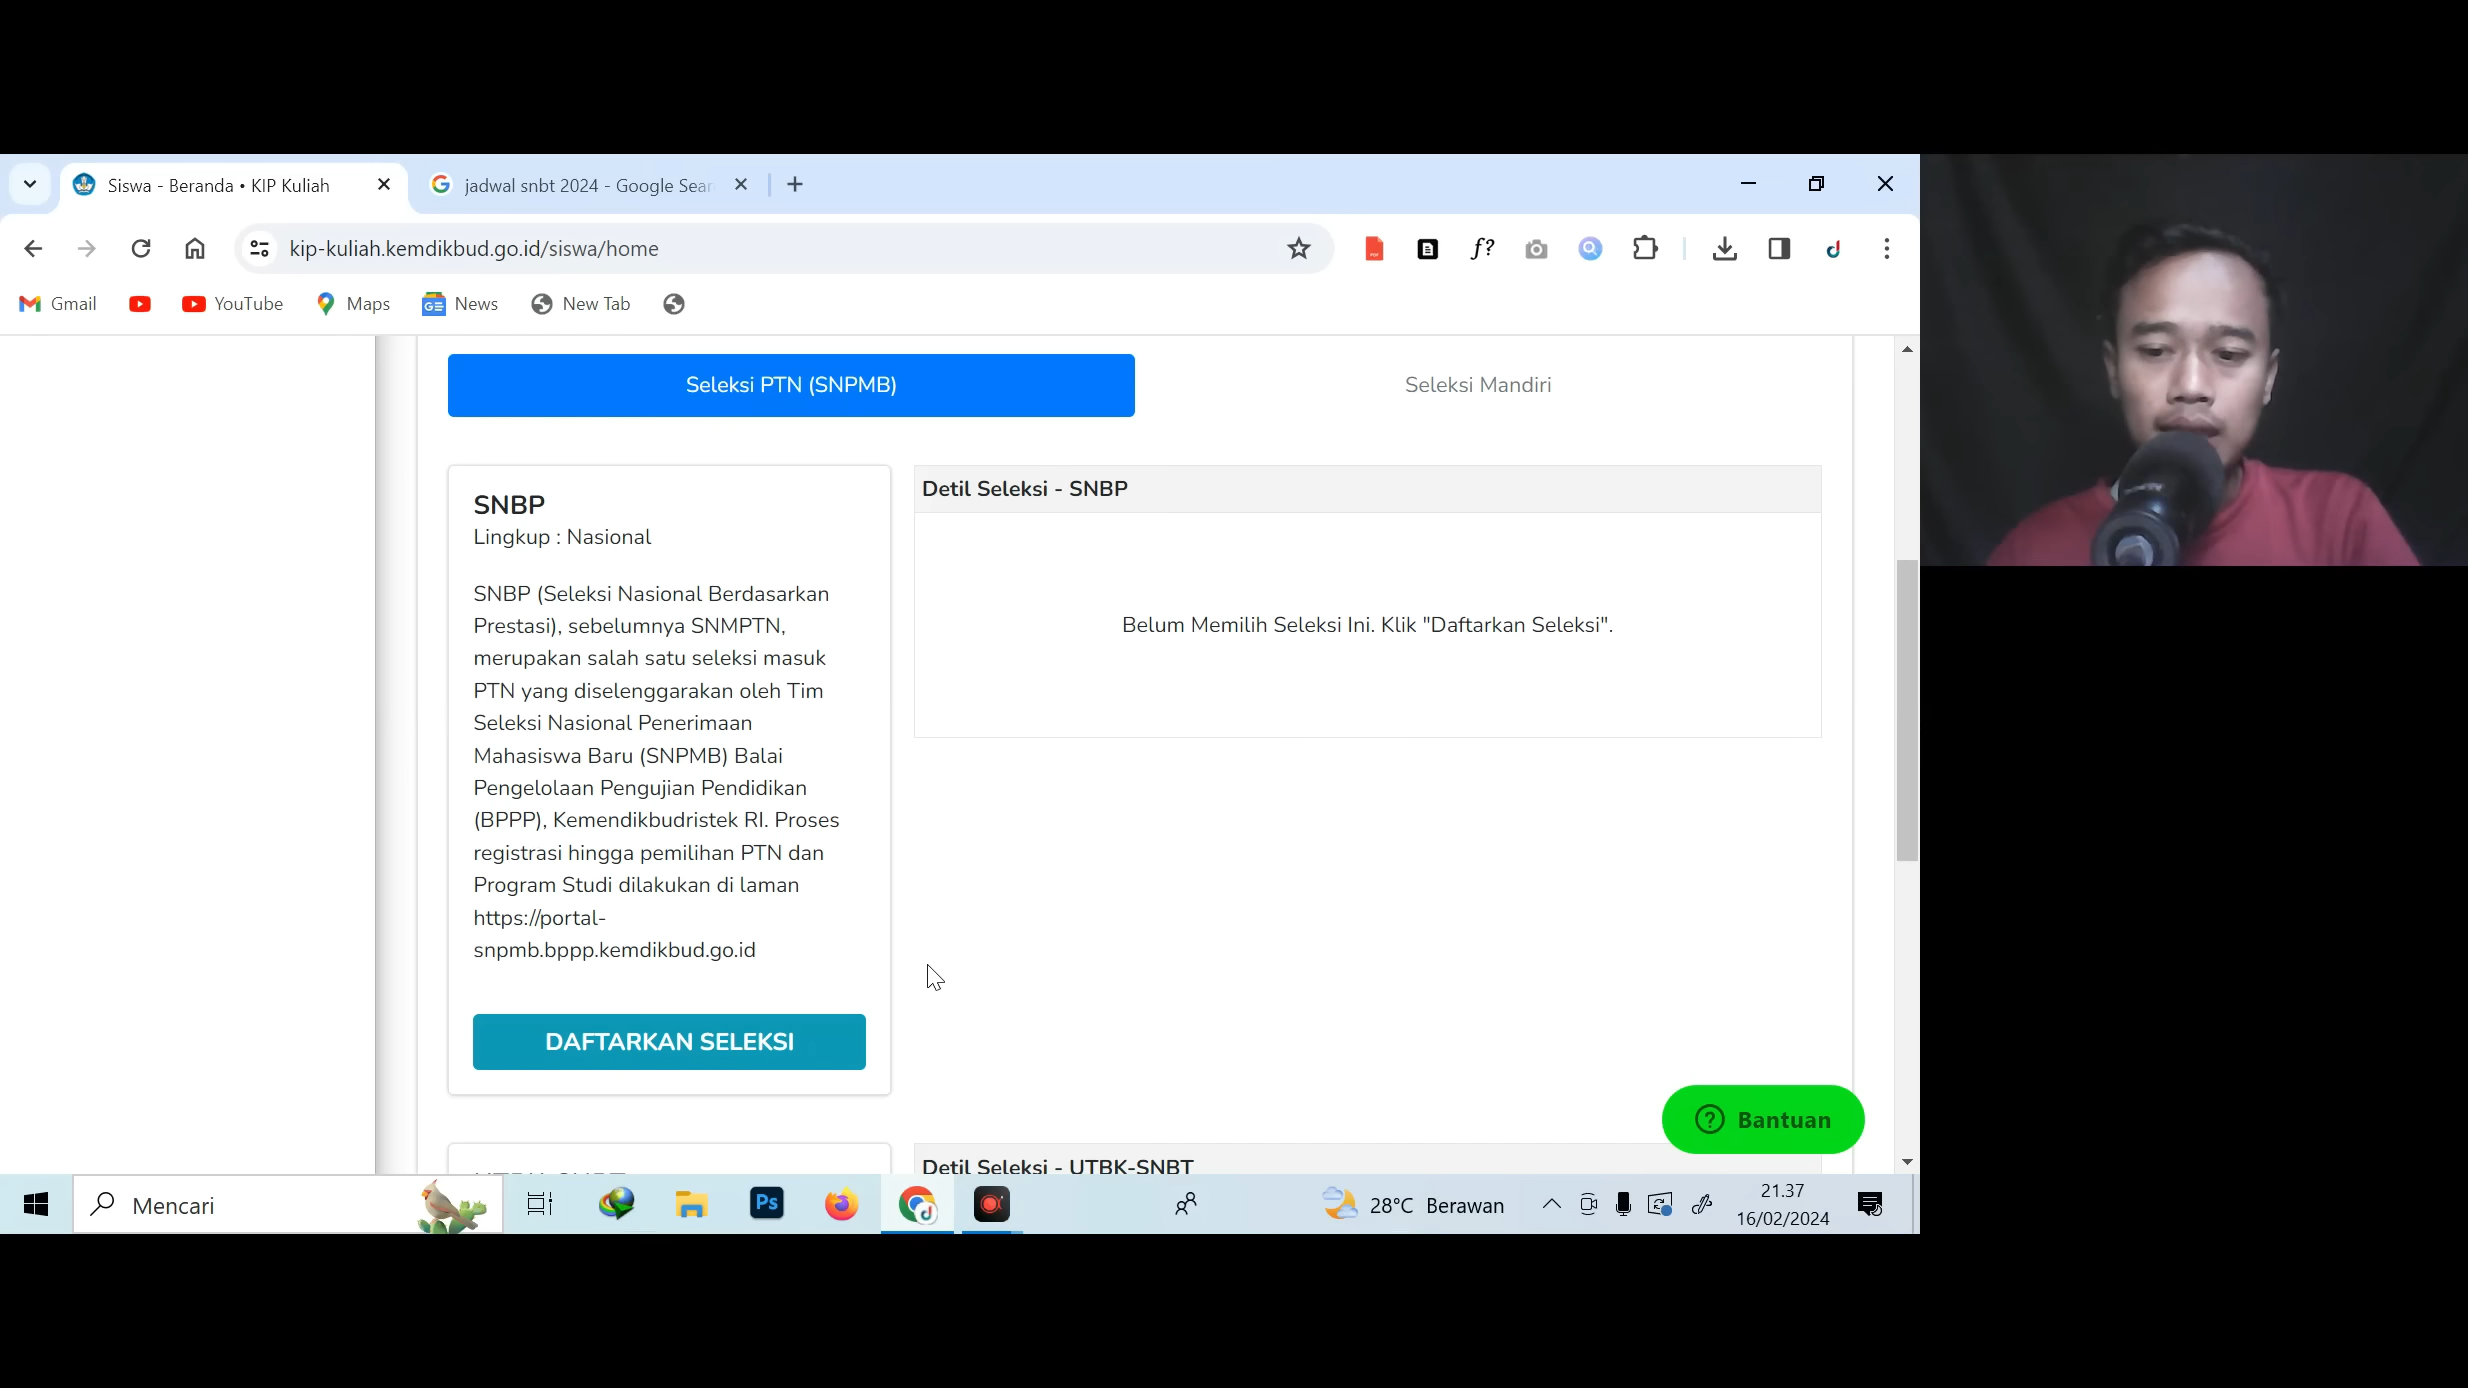 Siswa - Beranda • KIP Kuliah
jadwal snbt 2024 - Google Sear
kip-kuliah.kemdikbud.go.id/siswa/home
Gmail
YouTube
Maps
News
New Tab
Seleksi PTN (SNPMB)
Seleksi Mandiri
SNBP
Lingkup : Nasional
SNBP (Seleksi Nasional Berdasarkan
Prestasi), sebelumnya SNMPTN,
merupakan salah satu seleksi masuk
PTN yang diselenggarakan oleh Tim
Seleksi Nasional Penerimaan
Mahasiswa Baru (SNPMB) Balai
Pengelolaan Pengujian Pendidikan
(BPPP), Kemendikbudristek RI. Proses
registrasi hingga pemilihan PTN dan
Program Studi dilakukan di laman
https://portal-
snpmb.bppp.kemdikbud.go.id
DAFTARKAN SELEKSI
Detil Seleksi - SNBP
Belum Memilih Seleksi Ini. Klik "Daftarkan Seleksi".
Detil Seleksi - UTBK-SNBT
Bantuan
Mencari
Ps
28°C Berawan
21.37
16/02/2024